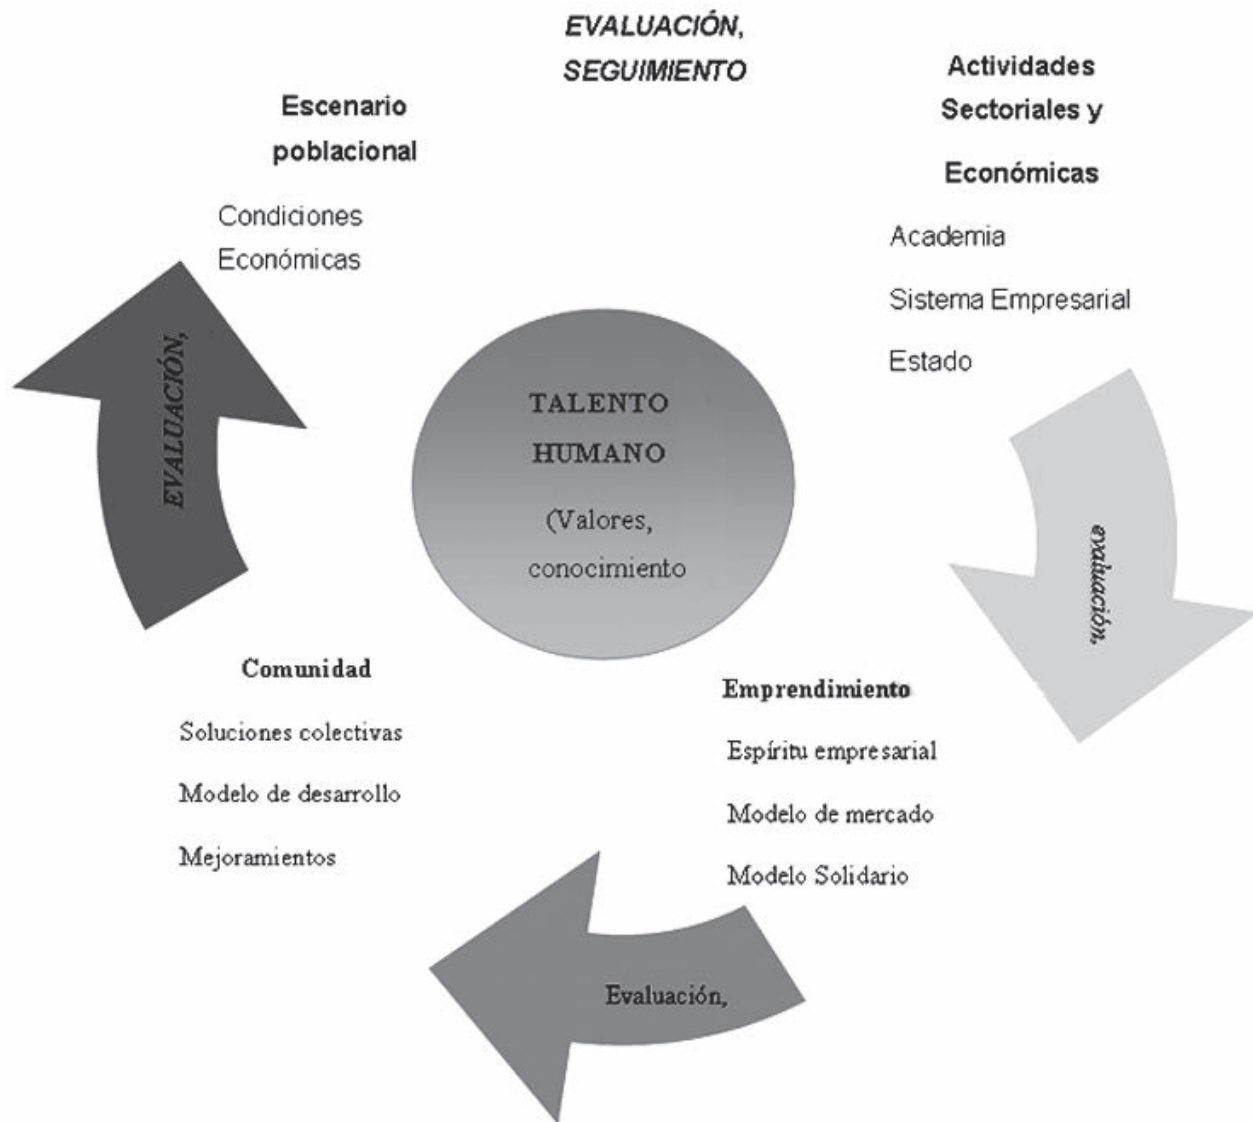 EVALUACIÓN,
SEGUIMIENTO
Escenario
poblacional
Condiciones
Económicas
Actividades
Sectoriales y
Económicas
Academia
Sistema Empresarial
Estado
EVALUACIÓN,
TALENTO
HUMANO
(Valores,
conocimiento
evaluación,
Comunidad
Soluciones colectivas
Modelo de desarrollo
Mejoramientos
Emprendimiento
Espíritu empresarial
Modelo de mercado
Modelo Solidario
Evaluación,